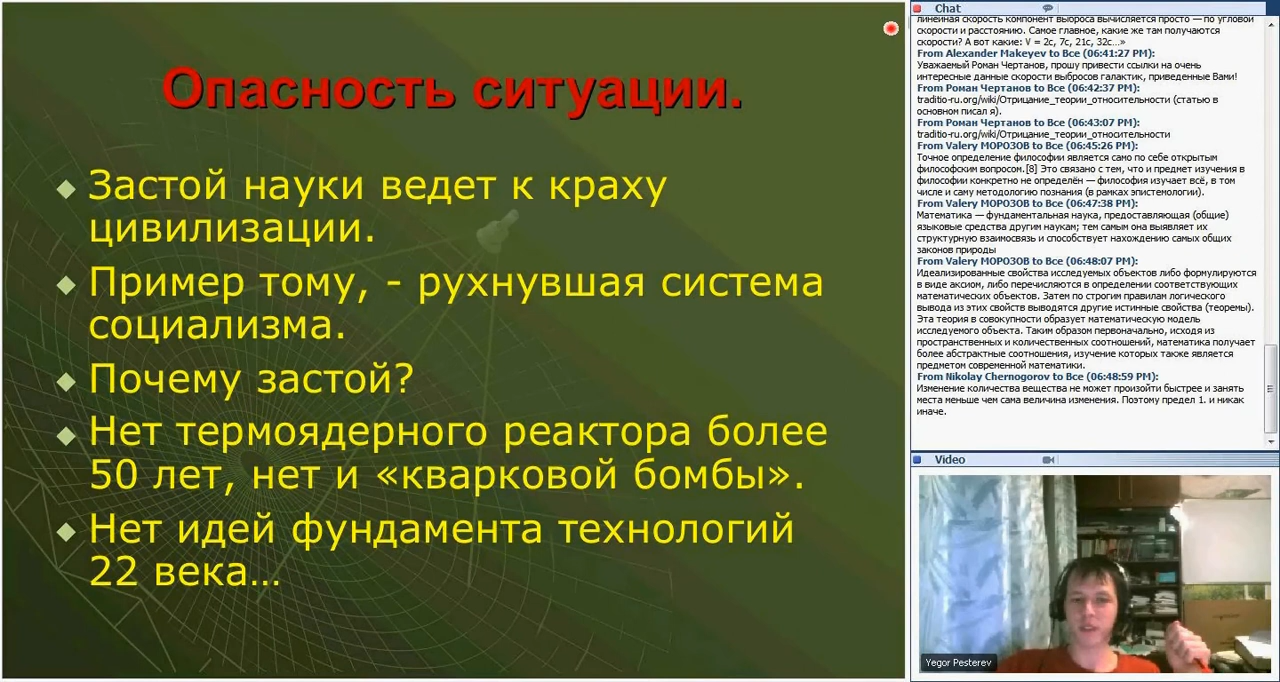 Опасность ситуации.
Застой науки ведет к краху
цивилизации.
Пример тому, - рухнувшая система
социализма.
Почему застой?
Нет термоядерного реактора более
50 лет, нет и «кварковой бомбы».
Нет идей фундамента технологий
22 века…
Chat
линейная скорость компонент выброса вычисляется просто — по угловой
скорости и расстоянию. Самое главное, какие же там получаются
скорости? А вот какие: V = 2c, 7c, 21c, 32c…»
From Alexander Makeyev to Все (06:41:27 PM):
Уважаемый Роман Чертанов, прошу привести ссылки на очень
интересные данные скорости выбросов галактик, приведенные Вами!
From Роман Чертанов to Все (06:42:37 PM):
traditio-ru.org/wiki/Отрицание_теории_относительности (статью в
основном писал я).
From Роман Чертанов to Все (06:43:07 PM):
traditio-ru.org/wiki/Отрицание_теории_относительности
From Valery МОРОЗОВ to Все (06:45:26 PM):
Точное определение философии является само по себе открытым
философским вопросом.[8] Это связано с тем, что и предмет изучения в
философии конкретно не определён — философия изучает всё, в том
числе и саму методологию познания (в рамках эпистемологии).
From Valery МОРОЗОВ to Все (06:47:38 PM):
Математика — фундаментальная наука, предоставляющая (общие)
языковые средства другим наукам; тем самым она выявляет их
структурную взаимосвязь и способствует нахождению самых общих
законов природы
From Valery МОРОЗОВ to Все (06:48:07 PM):
Идеализированные свойства исследуемых объектов либо формулируются
в виде аксиом, либо перечисляются в определении соответствующих
математических объектов. Затем по строгим правилам логического
вывода из этих свойств выводятся другие истинные свойства (теоремы).
Эта теория в совокупности образует математическую модель
исследуемого объекта. Таким образом первоначально, исходя из
пространственных и количественных соотношений, математика получает
более абстрактные соотношения, изучение которых также является
предметом современной математики.
From Nikolay Chernogorov to Все (06:48:59 PM):
Изменение количества вещества не может произойти быстрее и занять
места меньше чем сама величина изменения. Поэтому предел 1. и никак
иначе.
Video
Yegor Pesterev